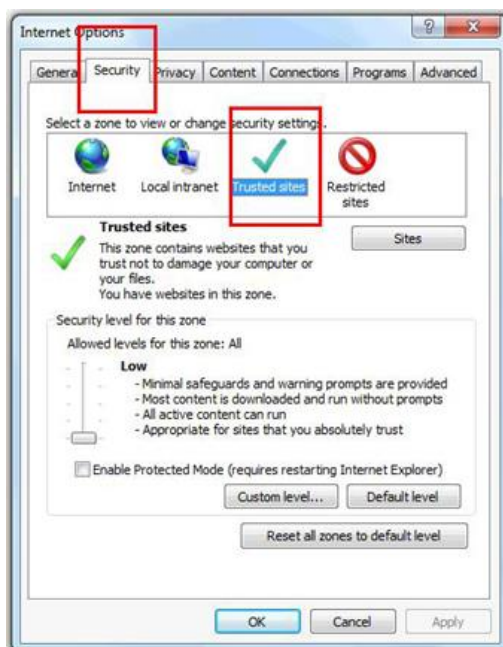 Internet Options
General Security Privacy Content Connections Programs Advanced
Select a zone to view or change security settings.
Internet Local intranet Trusted sites Restricted
sites
Trusted sites
Sites
This zone contains websites that you
trust not to damage your computer or
your files.
You have websites in this zone.
Security level for this zone
Allowed levels for this zone: All
Low
- Minimal safeguards and warning prompts are provided
- Most content is downloaded and run without prompts
- All active content can run
- Appropriate for sites that you absolutely trust
Enable Protected Mode (requires restarting Internet Explorer)
Custom level... Default level
Reset all zones to default level
OK Cancel Apply